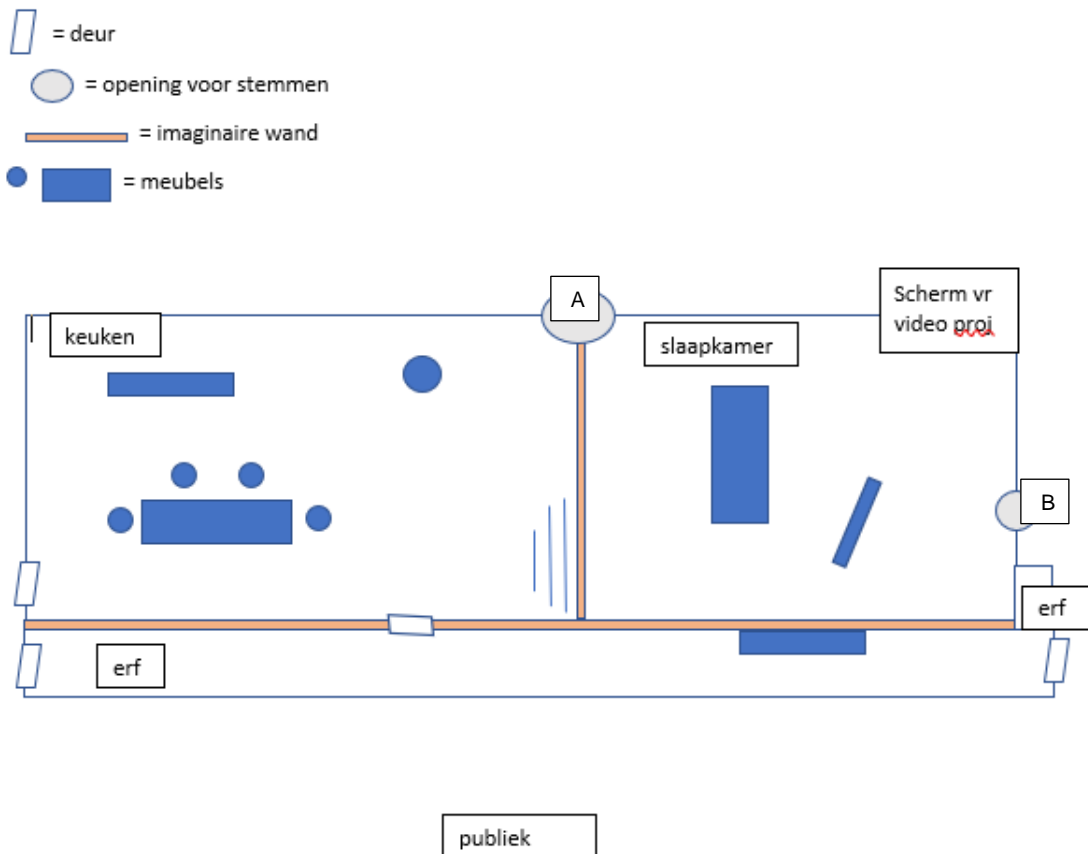 = deur
= opening voor stemmen
= imaginaire wand
= meubels
A
Scherm vr
video proj
keuken
slaapkamer
B
erf
erf
publiek